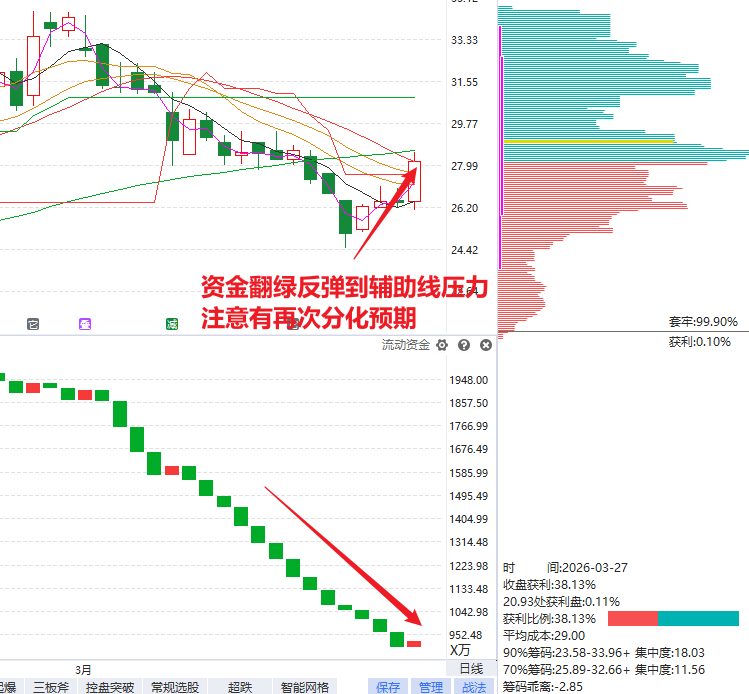 33.33
31.55
29.77
27.99
26.20
24.42
资金翻绿反弹到辅助线压力
注意有再次分化预期
减
套牢:99.90%
获利:0.10%
流动资金
1948.00
1857.50
1766.99
1676.49
1585.99
1495.49
1404.99
1314.48
1223.98
1133.48
1042.98
952.48
X万
时 间:2026-03-27
收盘获利:38.13%
20.93处获利盘:0.11%
获利比例:38.13%
平均成本:29.00
90%筹码:23.58-33.96+ 集中度:18.03
70%筹码:25.89-32.66+ 集中度:11.56
筹码乖离:-2.85
3月
日线
三板斧
控盘突破
常规选股
超跌
智能网格
保存
管理
战法